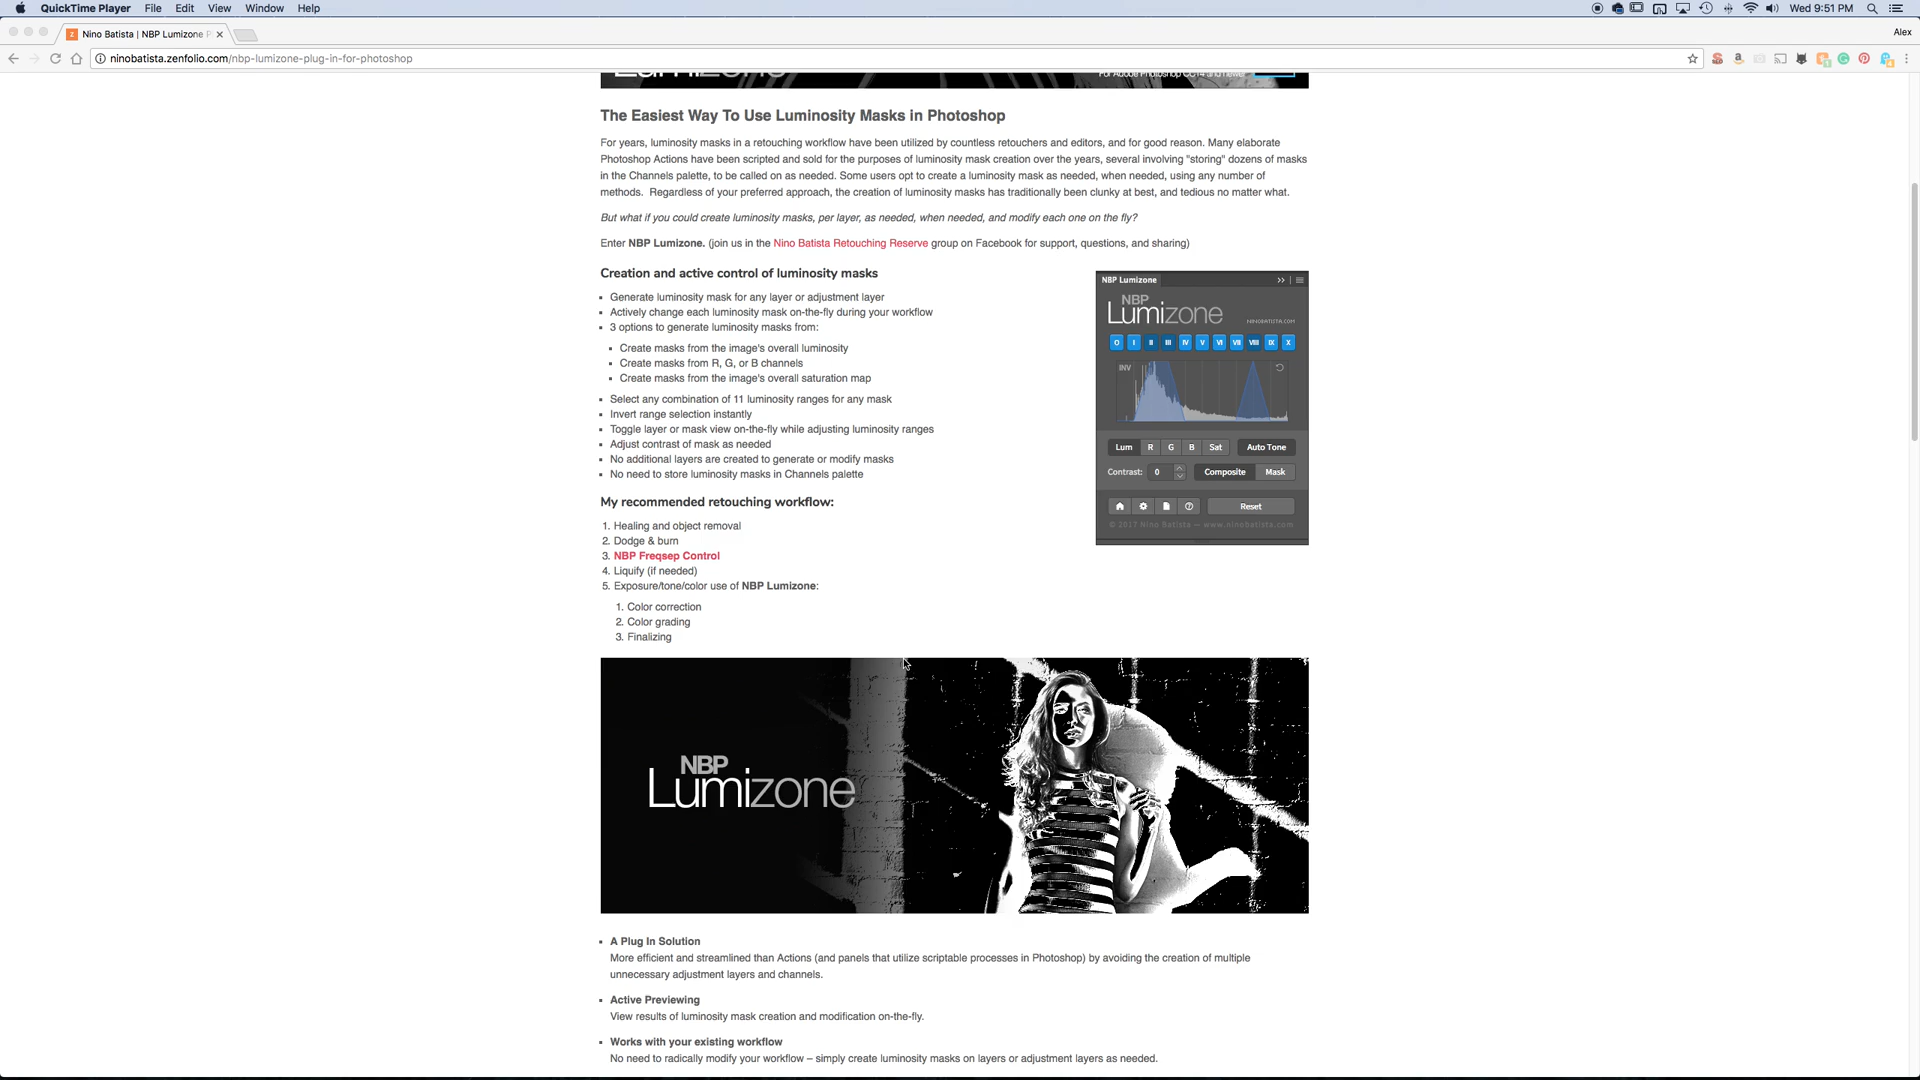 QuickTime Player File Edit View Window Help
Wed 9:51 PM
Nino Batista | NBP Lumizone P
Alex
ninobatista.zenfolio.com/nbp-lumizone-plug-in-for-photoshop
For Adobe Photoshop CC14 and newer
The Easiest Way To Use Luminosity Masks in Photoshop
For years, luminosity masks in a retouching workflow have been utilized by countless retouchers and editors, and for good reason. Many elaborate
Photoshop Actions have been scripted and sold for the purposes of luminosity mask creation over the years, several involving "storing" dozens of masks
in the Channels palette, to be called on as needed. Some users opt to create a luminosity mask as needed, when needed, using any number of
methods. Regardless of your preferred approach, the creation of luminosity masks has traditionally been clunky at best, and tedious no matter what.
But what if you could create luminosity masks, per layer, as needed, when needed, and modify each one on the fly?
Enter NBP Lumizone. (join us in the Nino Batista Retouching Reserve group on Facebook for support, questions, and sharing)
Creation and active control of luminosity masks
Generate luminosity mask for any layer or adjustment layer
Actively change each luminosity mask on-the-fly during your workflow
3 options to generate luminosity masks from:
Create masks from the image's overall luminosity
Create masks from R, G, or B channels
Create masks from the image's overall saturation map
Select any combination of 11 luminosity ranges for any mask
Invert range selection instantly
Toggle layer or mask view on-the-fly while adjusting luminosity ranges
Adjust contrast of mask as needed
No additional layers are created to generate or modify masks
No need to store luminosity masks in Channels palette
NBP Lumizone
NBP
Lumizone
NINOBATISTA.COM
O I II III IV V VI VII VIII IX X
INV
Lum R G B Sat Auto Tone
Contrast: 0 Composite Mask
Reset
© 2017 Nino Batista — www.ninobatista.com
My recommended retouching workflow:
1. Healing and object removal
2. Dodge & burn
3. NBP Freqsep Control
4. Liquify (if needed)
5. Exposure/tone/color use of NBP Lumizone:
1. Color correction
2. Color grading
3. Finalizing
NBP
Lumizone
A Plug In Solution
More efficient and streamlined than Actions (and panels that utilize scriptable processes in Photoshop) by avoiding the creation of multiple
unnecessary adjustment layers and channels.
Active Previewing
View results of luminosity mask creation and modification on-the-fly.
Works with your existing workflow
No need to radically modify your workflow – simply create luminosity masks on layers or adjustment layers as needed.